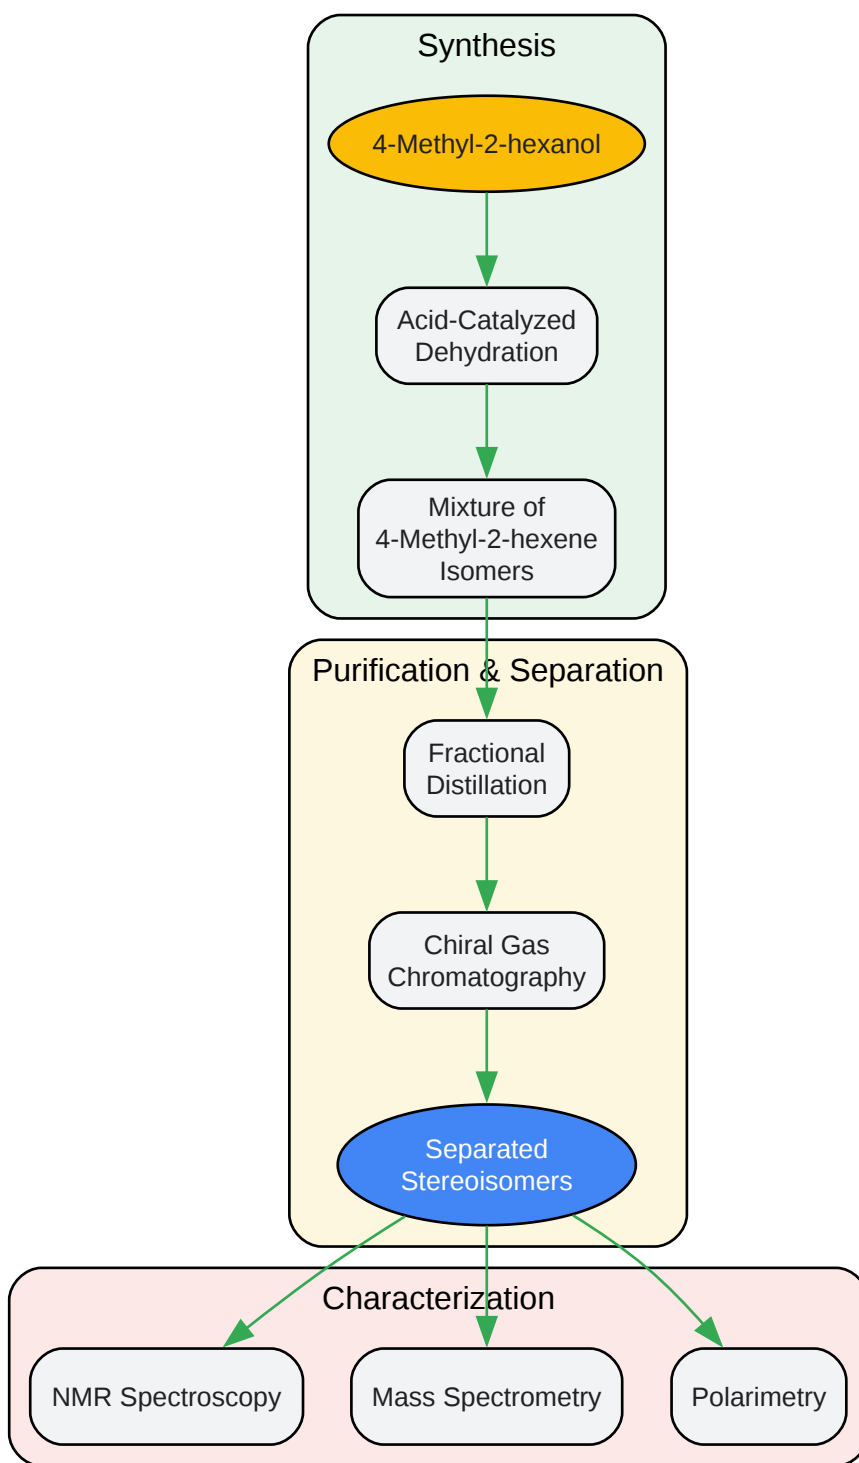 Synthesis
4-Methyl-2-hexanol
Acid-Catalyzed
Dehydration
Mixture of
4-Methyl-2-hexene
Isomers
Purification & Separation
Fractional
Distillation
Chiral Gas
Chromatography
Separated
Stereoisomers
Characterization
NMR Spectroscopy
Mass Spectrometry
Polarimetry